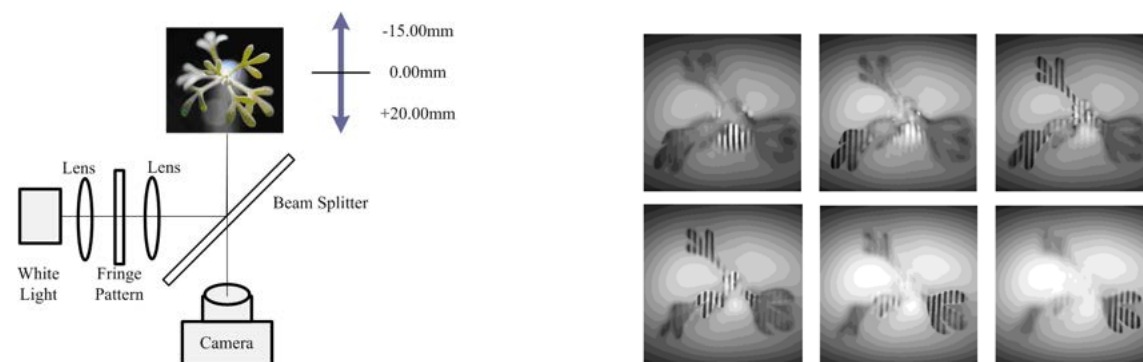 -15.00mm
0.00mm
+20.00mm
Lens
Lens
Beam Splitter
White
Light
Fringe
Pattern
Camera